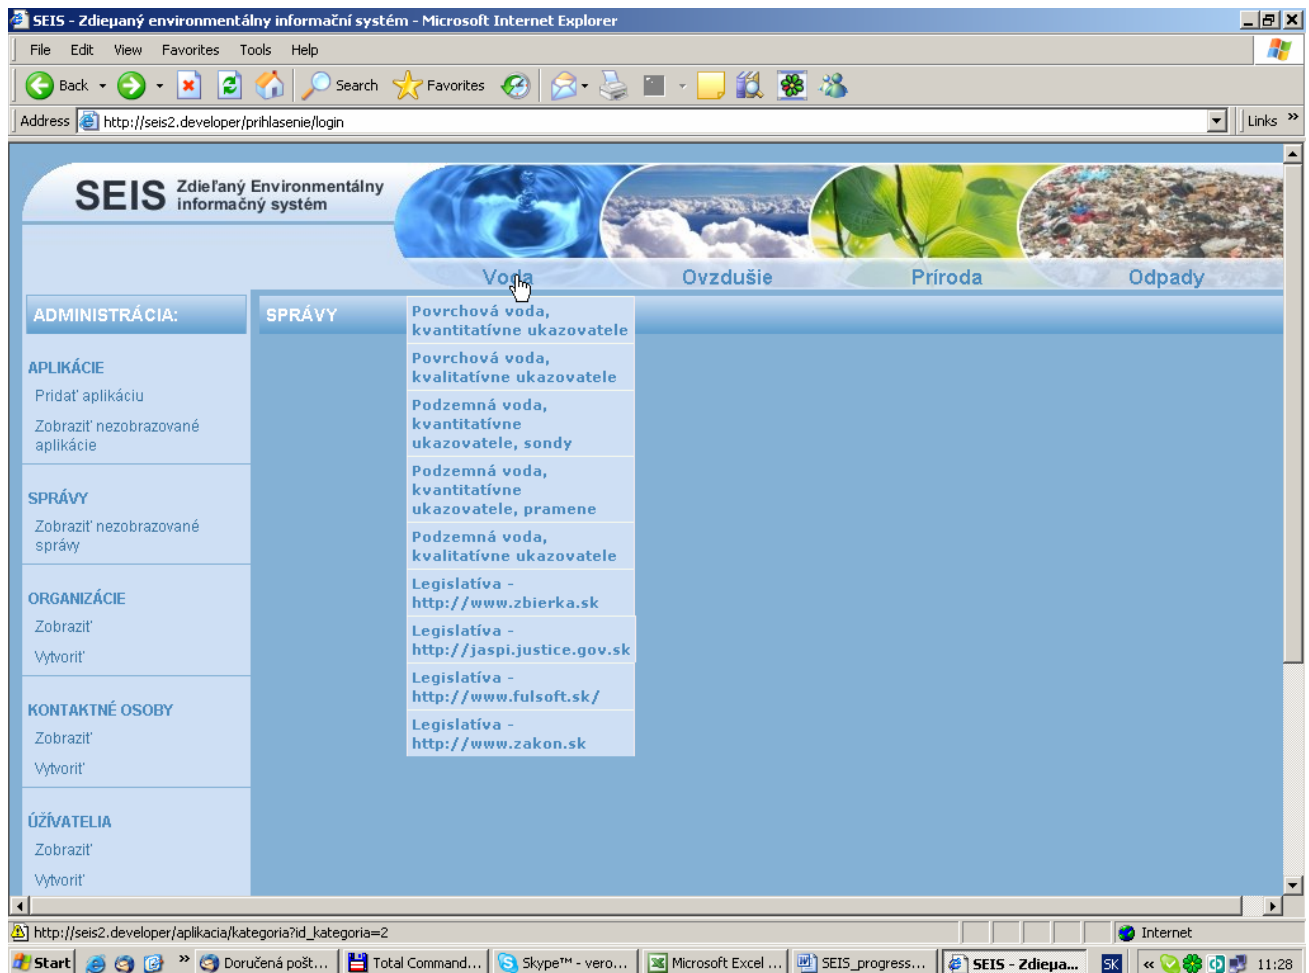 SEIS - Zdieµaný environmentálny informační systém - Microsoft Internet Explorer
File Edit View Favorites Tools Help
Back Search Favorites
Address http://seis2.developer/prihlasenie/login Links »
SEIS Zdieľaný Environmentálny
informačný systém
Voda Ovzdušie Príroda Odpady
ADMINISTRÁCIA:
SPRÁVY
APLIKÁCIE
Pridať aplikáciu
Zobraziť nezobrazované
aplikácie
SPRÁVY
Zobraziť nezobrazované
správy
ORGANIZÁCIE
Zobraziť
Vytvoriť
KONTAKTNÉ OSOBY
Zobraziť
Vytvoriť
ÚŽÍVATELIA
Zobraziť
Vytvoriť
Povrchová voda,
kvantitatívne ukazovatele
Povrchová voda,
kvalitatívne ukazovatele
Podzemná voda,
kvantitatívne
ukazovatele, sondy
Podzemná voda,
kvantitatívne
ukazovatele, pramene
Podzemná voda,
kvalitatívne ukazovatele
Legislatíva -
http://www.zbierka.sk
Legislatíva -
http://jaspi.justice.gov.sk
Legislatíva -
http://www.fulsoft.sk/
Legislatíva -
http://www.zakon.sk
http://seis2.developer/aplikacia/kategoria?id_kategoria=2 Internet
Start » Doručená pošt... Total Command... Skype™ - vero... Microsoft Excel ... SEIS_progress... SEIS - Zdieµa... SK « 11:28